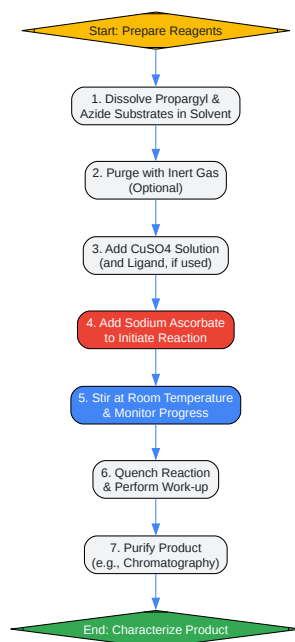 Start: Prepare Reagents
1. Dissolve Propargyl &
Azide Substrates in Solvent
2. Purge with Inert Gas
(Optional)
3. Add CuSO4 Solution
(and Ligand, if used)
4. Add Sodium Ascorbate
to Initiate Reaction
5. Stir at Room Temperature
& Monitor Progress
6. Quench Reaction
& Perform Work-up
7. Purify Product
(e.g., Chromatography)
End: Characterize Product